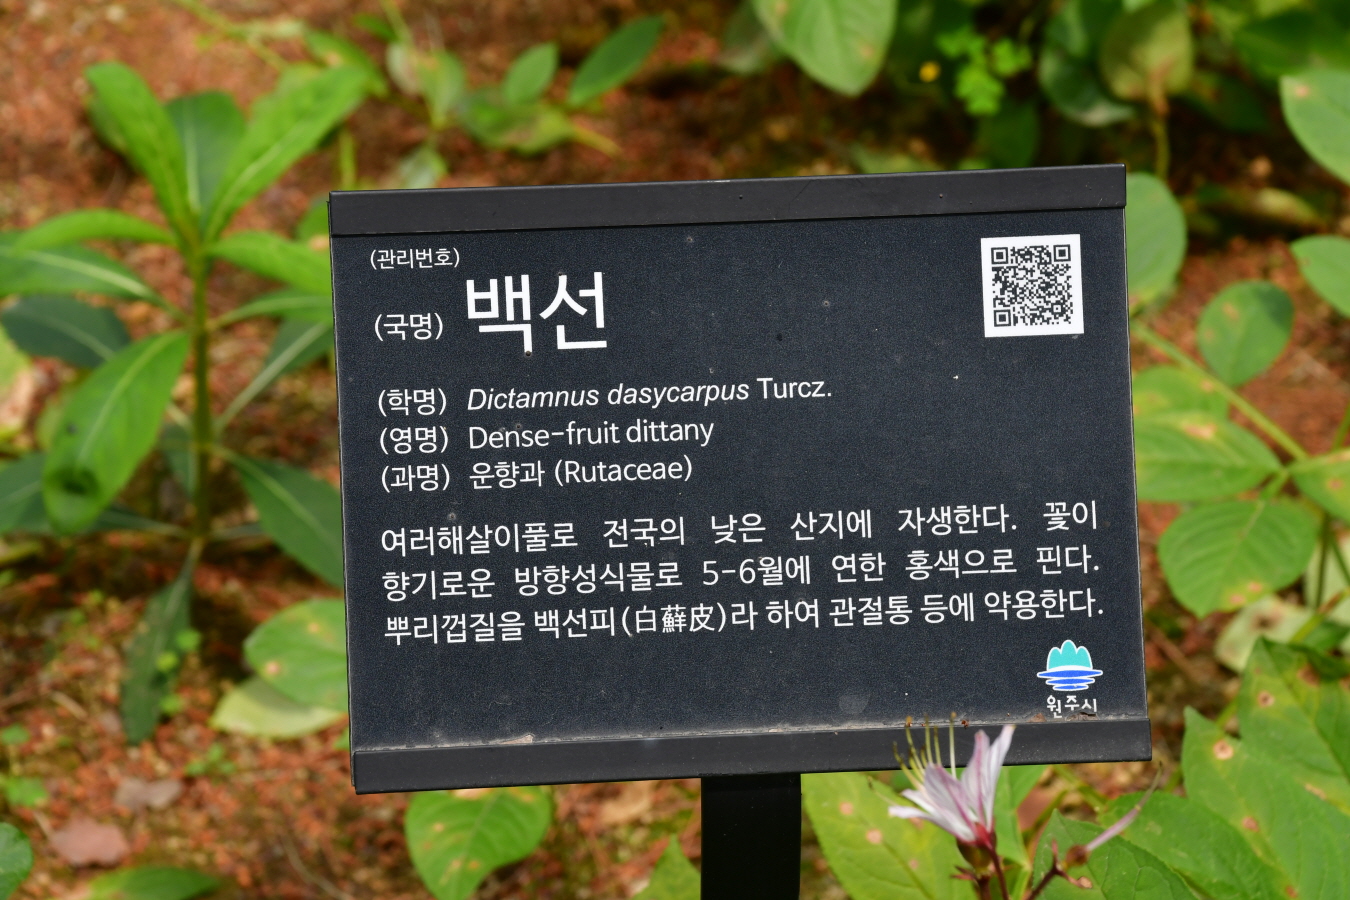 (관리번호)
(국명) 백선
(학명) Dictamnus dasycarpus Turcz.
(영명) Dense-fruit dittany
(과명) 운향과 (Rutaceae)
여러해살이풀로 전국의 낮은 산지에 자생한다. 꽃이
향기로운 방향성식물로 5-6월에 연한 홍색으로 핀다.
뿌리껍질을 백선피(白蘚皮)라 하여 관절통 등에 약용한다.
원주시